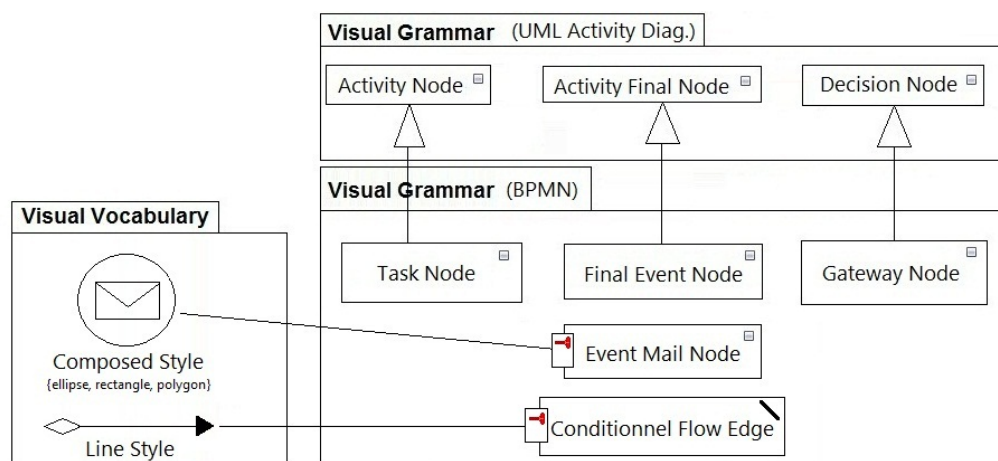 Visual Grammar (UML Activity Diag.)
Activity Node
Activity Final Node
Decision Node
Visual Grammar (BPMN)
Task Node
Final Event Node
Gateway Node
Event Mail Node
Conditionnel Flow Edge
Visual Vocabulary
Composed Style
{ellipse, rectangle, polygon}
Line Style